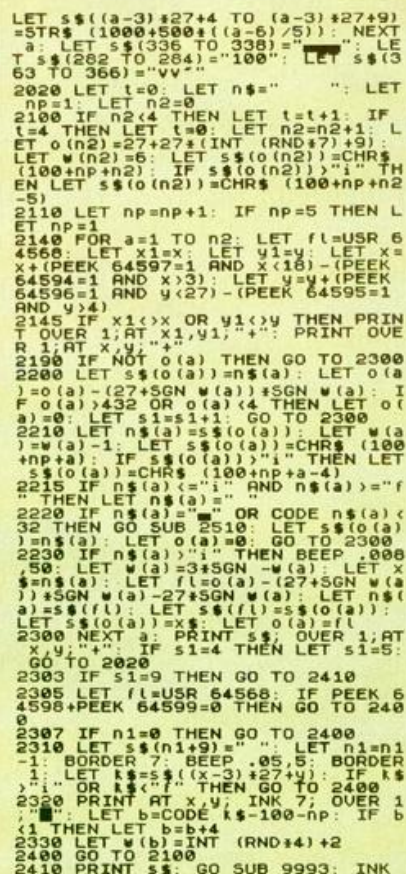 LET s$((a-3)*27+4 TO (a-3)*27+9)
=STR$ (1000+500*((a-6)/5)): NEXT
 a: LET s$(336 TO 338)="▄▄▄": LE
T s$(282 TO 284)="100": LET s$(3
63 TO 366)="vv~"
2020 LET t=0: LET n$="    ": LET
 np=1: LET n2=0
2100 IF n2<4 THEN LET t=t+1: IF
t=4 THEN LET t=0: LET n2=n2+1: L
ET o(n2)=27+27*(INT (RND*7)+9):
LET w(n2)=6: LET s$(o(n2))=CHR$
(100+np+n2): IF s$(o(n2))>"i" TH
EN LET s$(o(n2))=CHR$ (100+np+n2
-5)
2110 LET np=np+1: IF np=5 THEN L
ET np=1
2140 FOR a=1 TO n2: LET fl=USR 6
4568: LET x1=x: LET y1=y: LET x=
x+(PEEK 64597=1 AND x<18)-(PEEK
64594=1 AND x>3): LET y=y+(PEEK
64596=1 AND y<27)-(PEEK 64595=1
AND y>4)
2145 IF x1<>x OR y1<>y THEN PRIN
T OVER 1;AT x1,y1;"+": PRINT OVE
R 1;AT x,y;"+"
2190 IF NOT o(a) THEN GO TO 2300
2200 LET s$(o(a))=n$(a): LET o(a
)=o(a)-(27+SGN w(a))*SGN w(a): I
F o(a)>432 OR o(a)<4 THEN LET o(
a)=0: LET s1=s1+1: GO TO 2300
2210 LET n$(a)=s$(o(a)): LET w(a
)=w(a)-1: LET s$(o(a))=CHR$ (100
+np+a): IF s$(o(a))>"i" THEN LET
 s$(o(a))=CHR$ (100+np+a-4)
2215 IF n$(a)<="i" AND n$(a)>="f
" THEN LET n$(a)=" "
2220 IF n$(a)="▄" OR CODE n$(a)<
32 THEN GO SUB 2510: LET s$(o(a)
)=n$(a): LET o(a)=0: GO TO 2300
2230 IF n$(a)>"i" THEN BEEP .008
,50: LET w(a)=3*SGN -w(a): LET x
$=n$(a): LET fl=o(a)-(27+SGN w(a
))*SGN w(a)-27*SGN w(a): LET n$(
a)=s$(fl): LET s$(fl)=s$(o(a)):
LET s$(o(a))=x$: LET o(a)=fl
2300 NEXT a: PRINT s$; OVER 1;AT
 x,y;"+": IF s1=4 THEN LET s1=5:
 GO TO 2020
2303 IF s1=9 THEN GO TO 2410
2305 LET fl=USR 64568: IF PEEK 6
4598+PEEK 64599=0 THEN GO TO 240
0
2307 IF n1=0 THEN GO TO 2400
2310 LET s$(n1+9)=" ": LET n1=n1
-1: BORDER 7: BEEP .05,5: BORDER
 1: LET k$=s$((x-3)*27+y): IF k$
>"i" OR k$<"f" THEN GO TO 2400
2320 PRINT AT x,y; INK 7; OVER 1
;"█": LET b=CODE k$-100-np: IF b
<1 THEN LET b=b+4
2330 LET w(b)=INT (RND*4)+2
2400 GO TO 2100
2410 PRINT s$: GO SUB 9993: INK